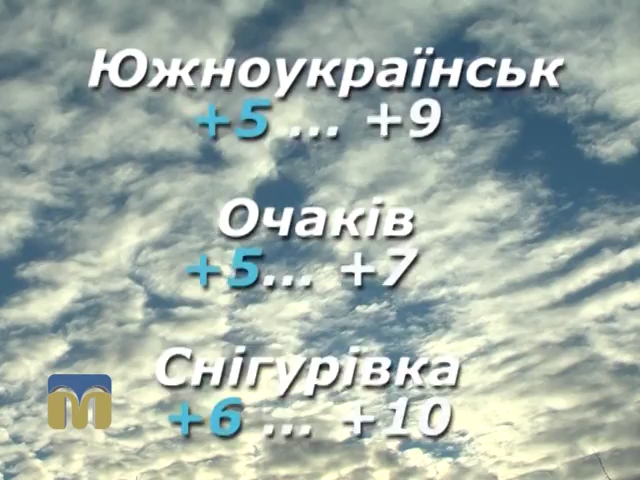 Южноукраїнськ
+5 ... +9
Очаків
+5... +7
Снігурівка
+6 ... +10
M